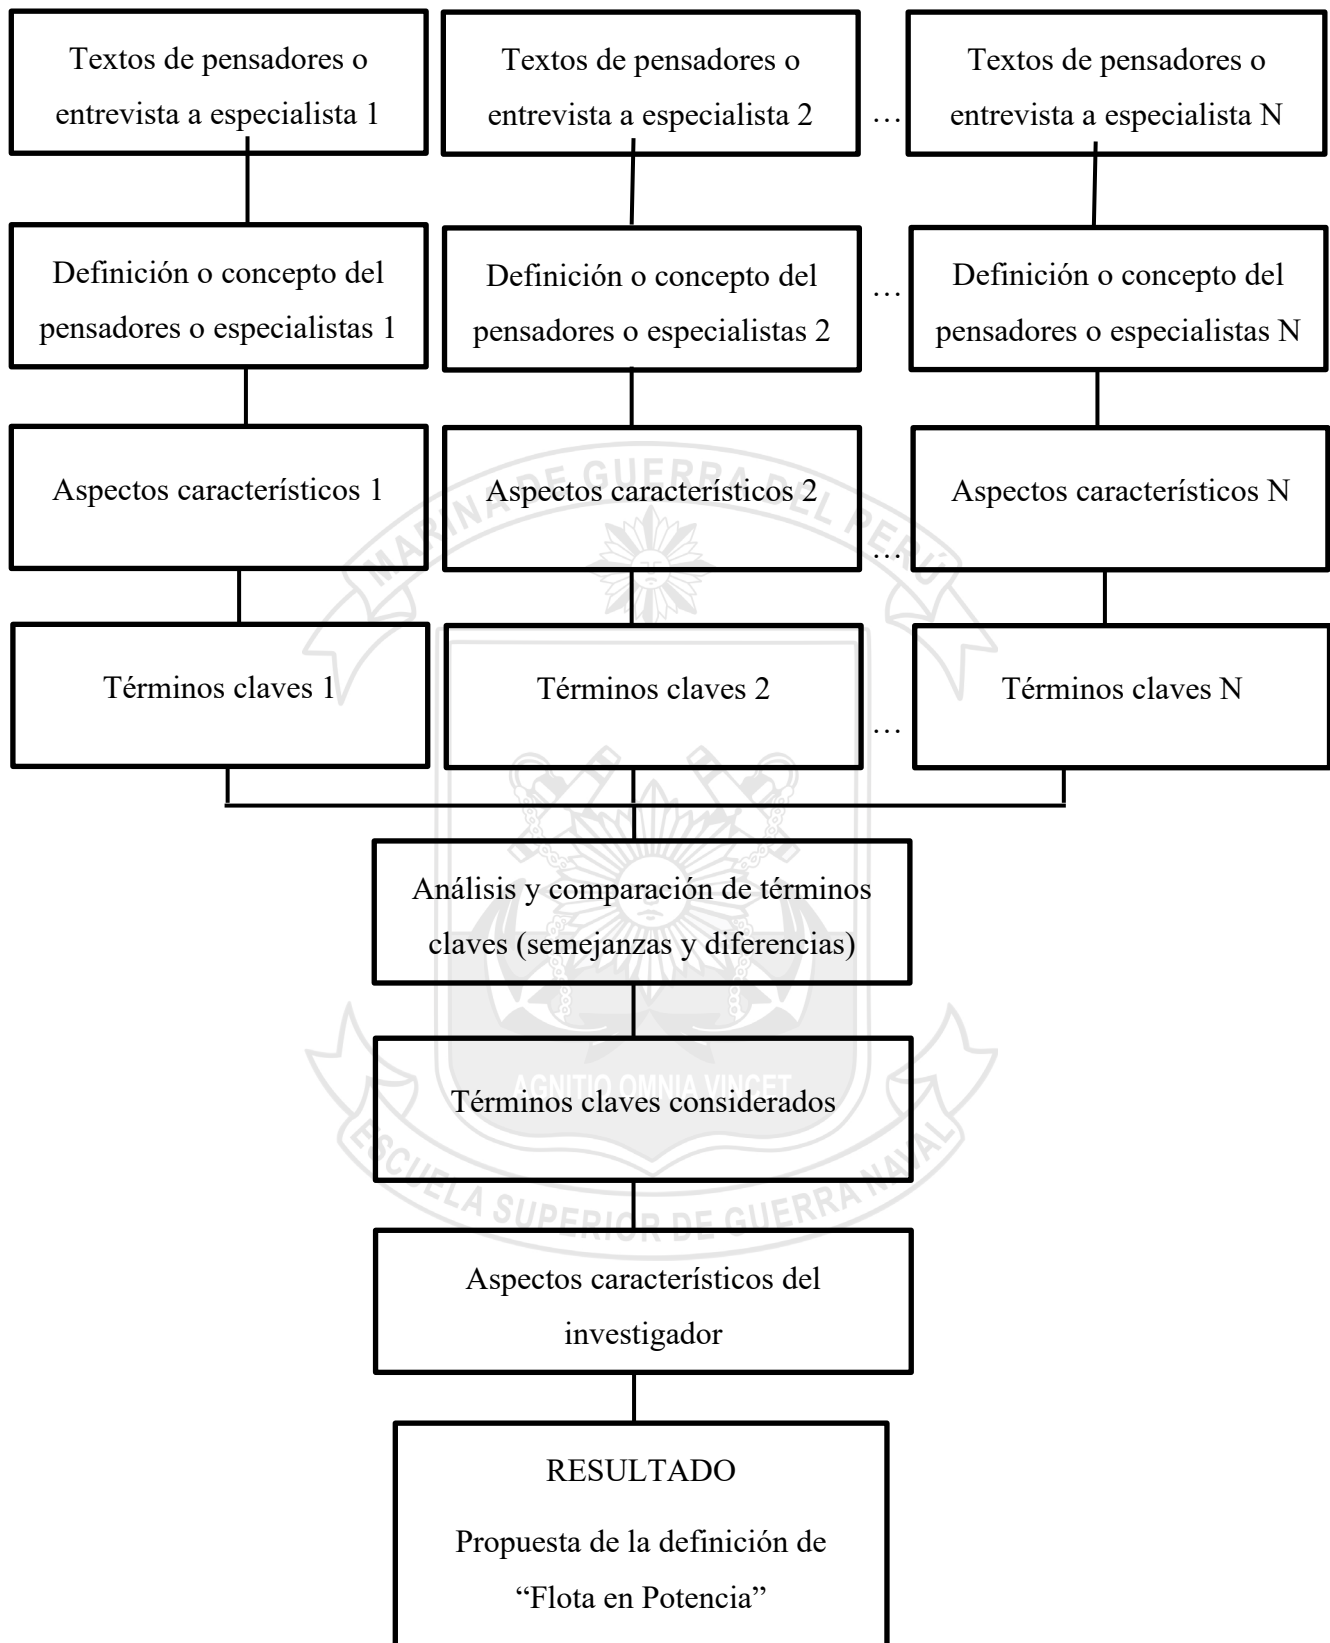 Textos de pensadores o
entrevista a especialista 1
Textos de pensadores o
entrevista a especialista 2
…
Textos de pensadores o
entrevista a especialista N
Definición o concepto del
pensadores o especialistas 1
Definición o concepto del
pensadores o especialistas 2
…
Definición o concepto del
pensadores o especialistas N
Aspectos característicos 1
Aspectos característicos 2
…
Aspectos característicos N
MARINA DE GUERRA DEL PERÚ
Términos claves 1
Términos claves 2
…
Términos claves N
Análisis y comparación de términos
claves (semejanzas y diferencias)
AGNITIO OMNIA VINCET
Términos claves considerados
ESCUELA SUPERIOR DE GUERRA NAVAL
Aspectos característicos del
investigador
RESULTADO
Propuesta de la definición de
“Flota en Potencia”